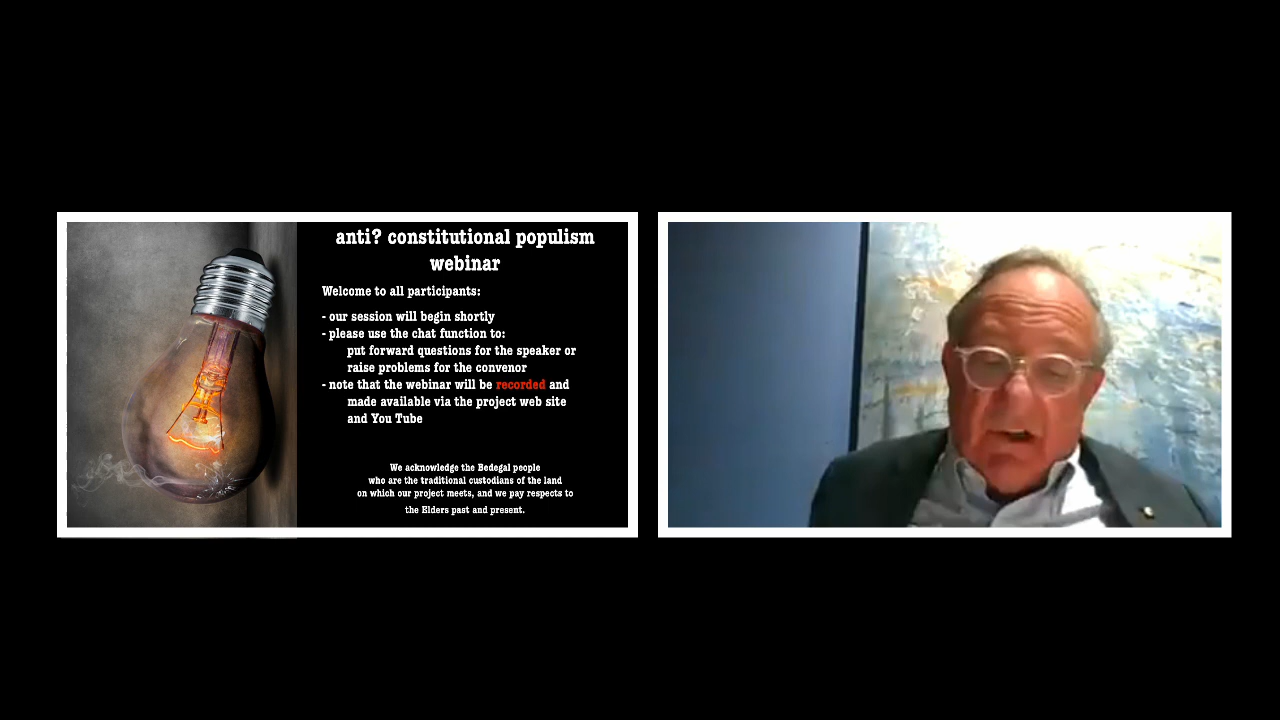 anti? constitutional populism
webinar
Welcome to all participants:
- our session will begin shortly
- please use the chat function to:
put forward questions for the speaker or
raise problems for the convenor
- note that the webinar will be recorded and
made available via the project web site
and You Tube
We acknowledge the Bedegal people
who are the traditional custodians of the land
on which our project meets, and we pay respects to
the Elders past and present.